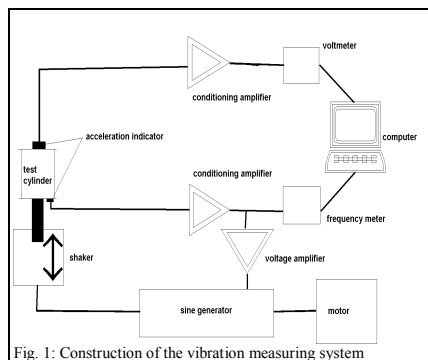 voltmeter
conditioning amplifier
acceleration indicator
computer
test
cylinder
conditioning amplifier
frequency meter
shaker
voltage amplifier
sine generator
motor
Fig. 1: Construction of the vibration measuring system